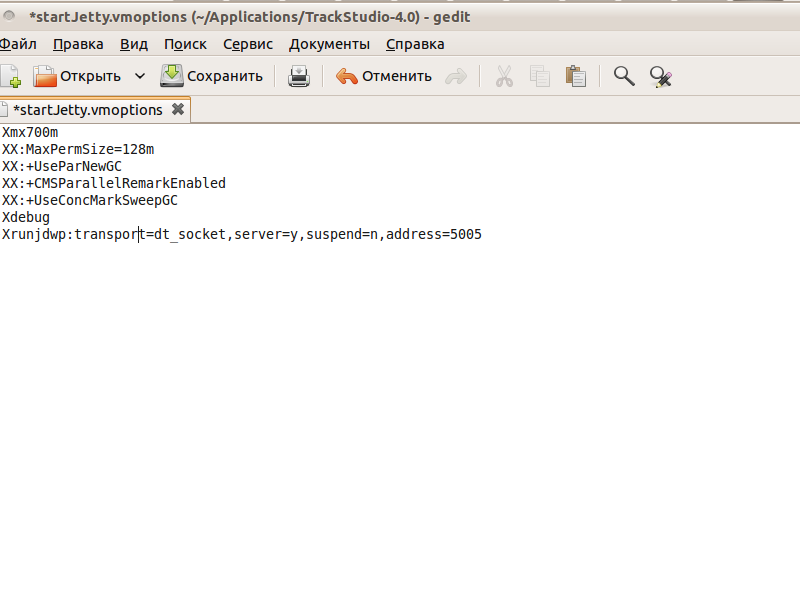 *startJetty.vmoptions (~/Applications/TrackStudio-4.0) - gedit
Файл Правка Вид Поиск Сервис Документы Справка
Открыть Сохранить Отменить
*startJetty.vmoptions
Xmx700m
XX:MaxPermSize=128m
XX:+UseParNewGC
XX:+CMSParallelRemarkEnabled
XX:+UseConcMarkSweepGC
Xdebug
Xrunjdwp:transport=dt_socket,server=y,suspend=n,address=5005